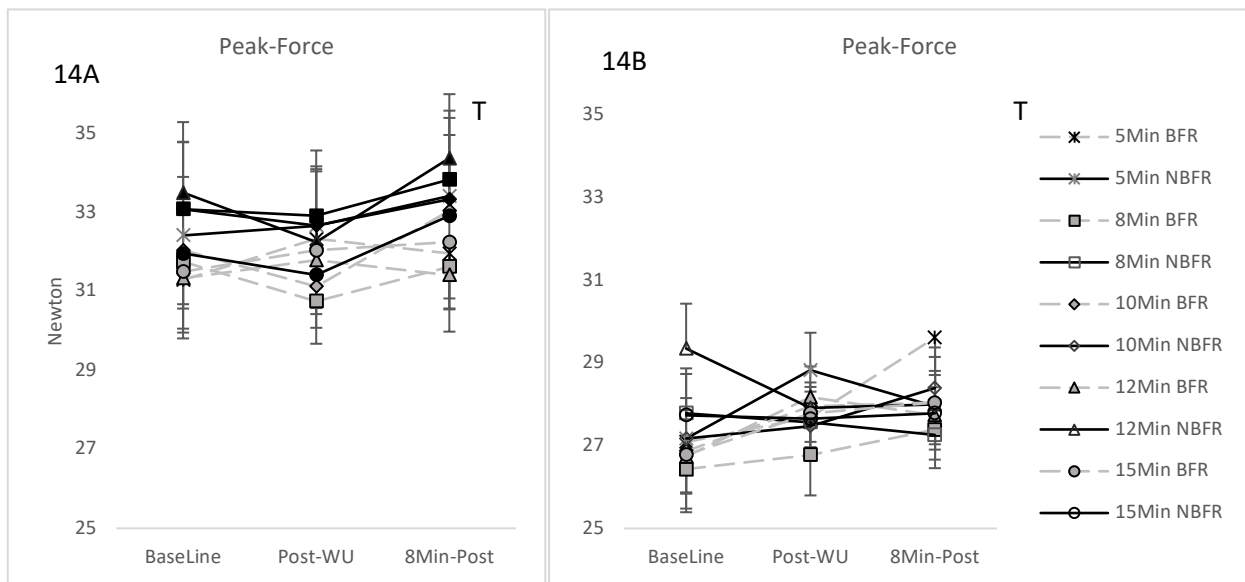 Peak-Force
14A
T
35
33
31
29
27
25
Newton
BaseLine Post-WU 8Min-Post
Peak-Force
14B
T
35
33
31
29
27
25
BaseLine Post-WU 8Min-Post
5Min BFR
5Min NBFR
8Min BFR
8Min NBFR
10Min BFR
10Min NBFR
12Min BFR
12Min NBFR
15Min BFR
15Min NBFR